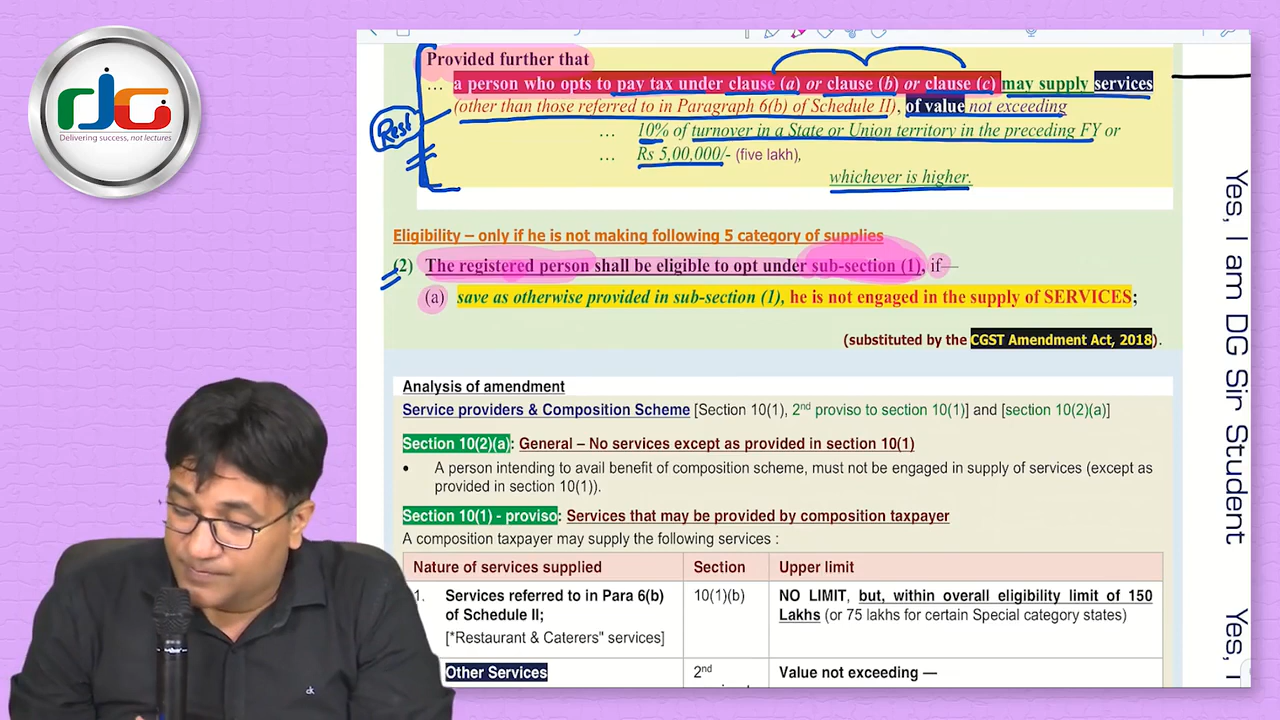 Delivering success, not lectures
Provided further that
… a person who opts to pay tax under clause (a) or clause (b) or clause (c) may supply services
(other than those referred to in Paragraph 6(b) of Schedule II), of value not exceeding
Rest
… 10% of turnover in a State or Union territory in the preceding FY or
… Rs 5,00,000/- (five lakh),
whichever is higher.
Eligibility – only if he is not making following 5 category of supplies
(2) The registered person shall be eligible to opt under sub-section (1), if—
(a) save as otherwise provided in sub-section (1), he is not engaged in the supply of SERVICES;
(substituted by the CGST Amendment Act, 2018).
Analysis of amendment
Service providers & Composition Scheme [Section 10(1), 2nd proviso to section 10(1)] and [section 10(2)(a)]
Section 10(2)(a): General – No services except as provided in section 10(1)
• A person intending to avail benefit of composition scheme, must not be engaged in supply of services (except as
provided in section 10(1)).
Section 10(1) - proviso: Services that may be provided by composition taxpayer
A composition taxpayer may supply the following services :
Nature of services supplied Section Upper limit
1. Services referred to in Para 6(b) 10(1)(b) NO LIMIT, but, within overall eligibility limit of 150
of Schedule II; Lakhs (or 75 lakhs for certain Special category states)
[*Restaurant & Caterers" services]
Other Services 2nd Value not exceeding —
Yes, I am DG Sir Student Yes, I
dk